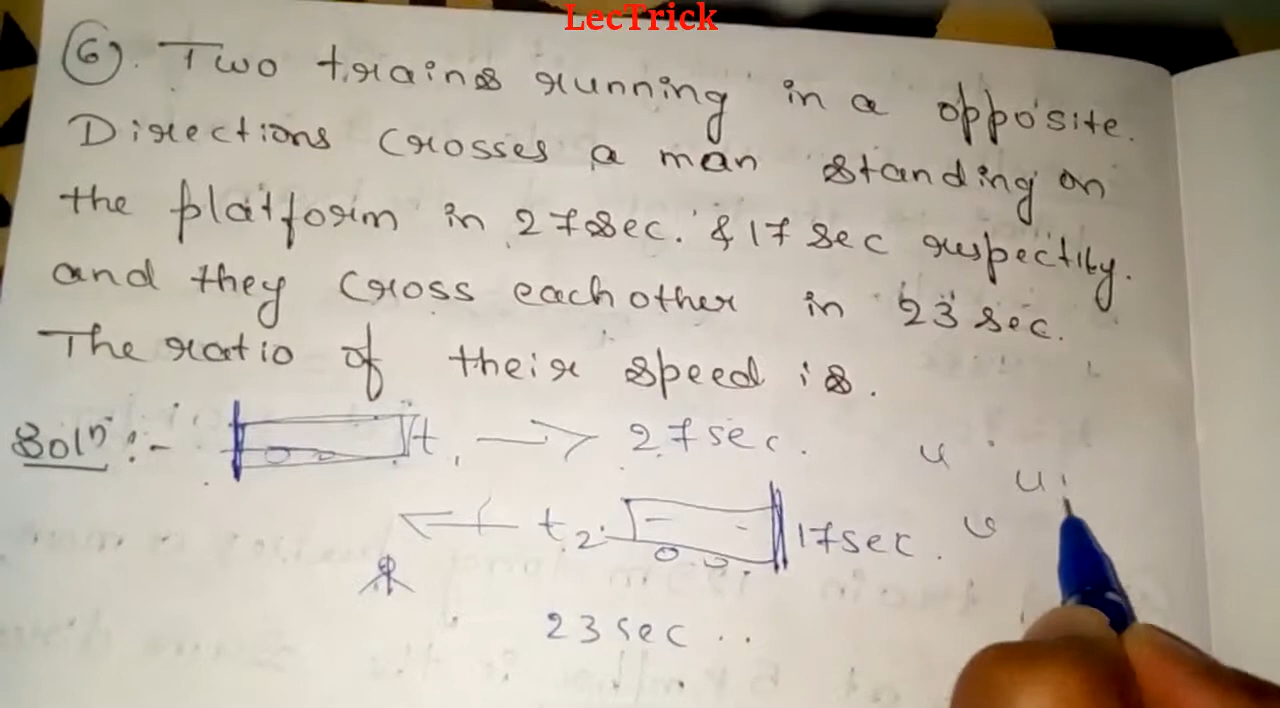 LecTrick
6. Two trains running in a opposite.
Directions crosses a man standing on
the platform in 27sec. & 17 sec respectily.
and they cross each other in 23 sec.
The ratio of their speed is.
Soln :- t1 → 27sec. u u:
t2. 17sec. v
23 sec ..